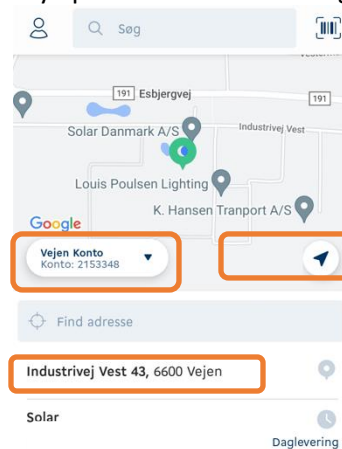 Søg
191 Esbjergvej
191
Solar Danmark A/S
Industrivej Vest
Louis Poulsen Lighting
K. Hansen Tranport A/S
Google
Vejen Konto
Konto: 2153348
Find adresse
Industrivej Vest 43, 6600 Vejen
Solar
Daglevering